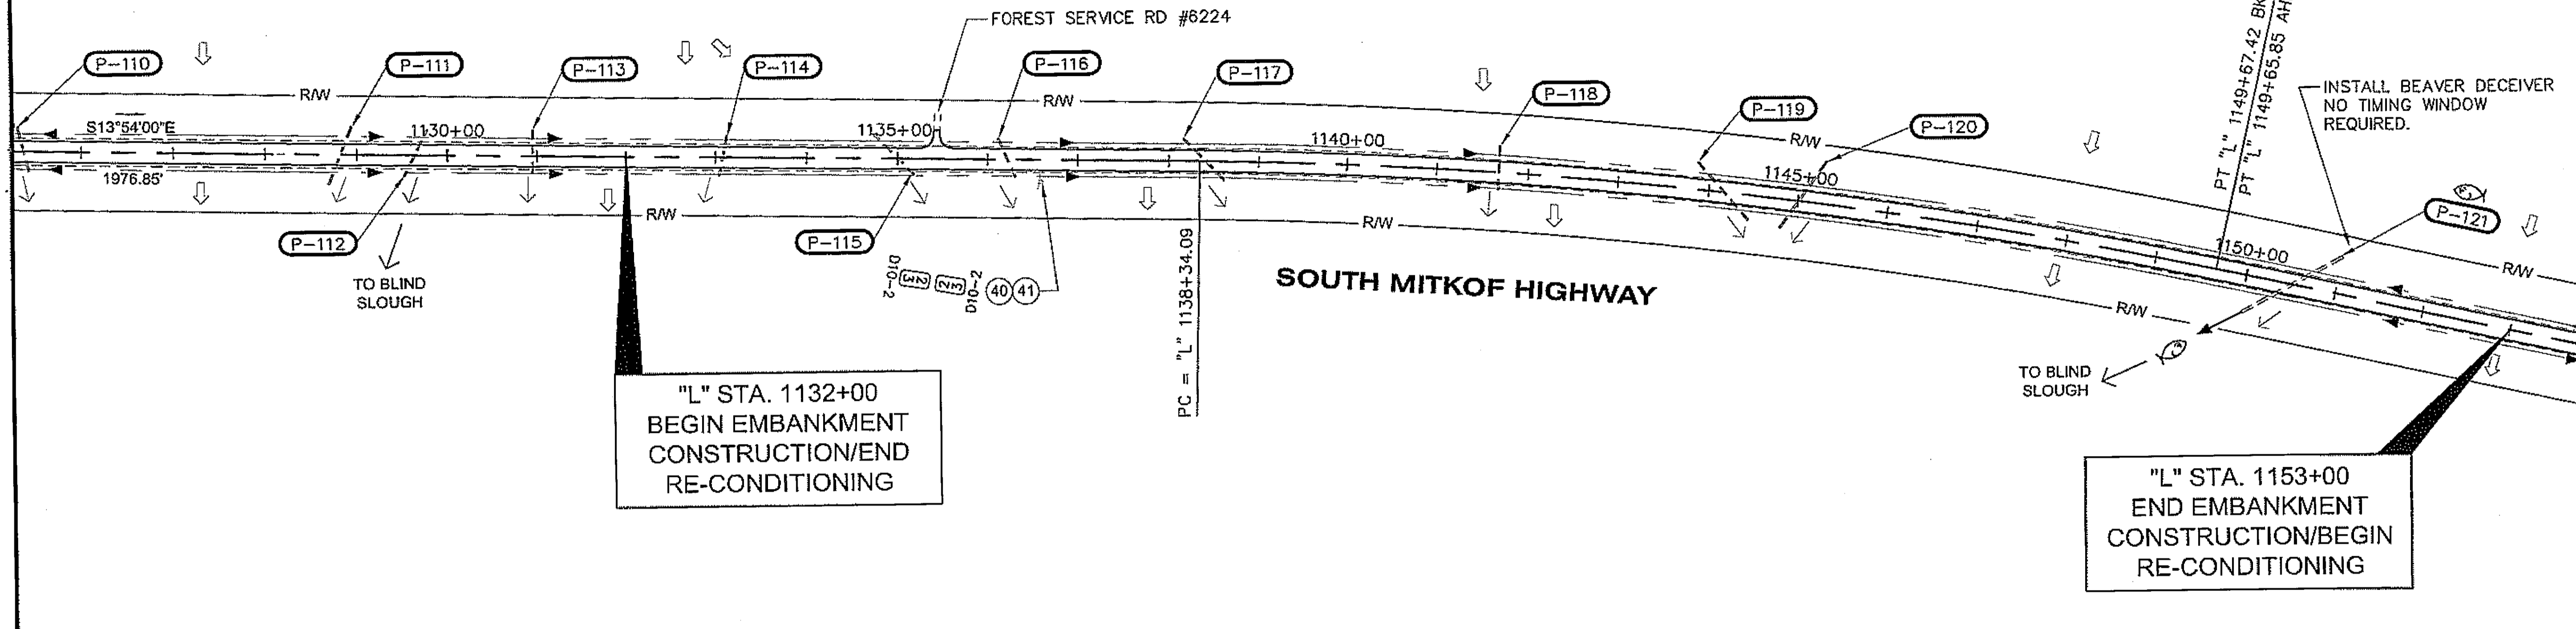 FOREST SERVICE RD #6224
P-110
P-111
P-113
P-114
P-116
P-117
P-118
P-119
P-120
P-121
INSTALL BEAVER DECEIVER
NO TIMING WINDOW
REQUIRED.
PT "L" 1149+67.42 BK
PT "L" 1149+65.85 AH
R/W
R/W
R/W
R/W
S13°54'00"E
1130+00
1135+00
1140+00
1145+00
1150+00
1976.85'
R/W
R/W
R/W
P-112
P-115
TO BLIND
SLOUGH
D10-2
23
23
D10-2
40
41
PC = "L" 1138+34.09
SOUTH MITKOF HIGHWAY
TO BLIND
SLOUGH
"L" STA. 1132+00
BEGIN EMBANKMENT
CONSTRUCTION/END
RE-CONDITIONING
"L" STA. 1153+00
END EMBANKMENT
CONSTRUCTION/BEGIN
RE-CONDITIONING